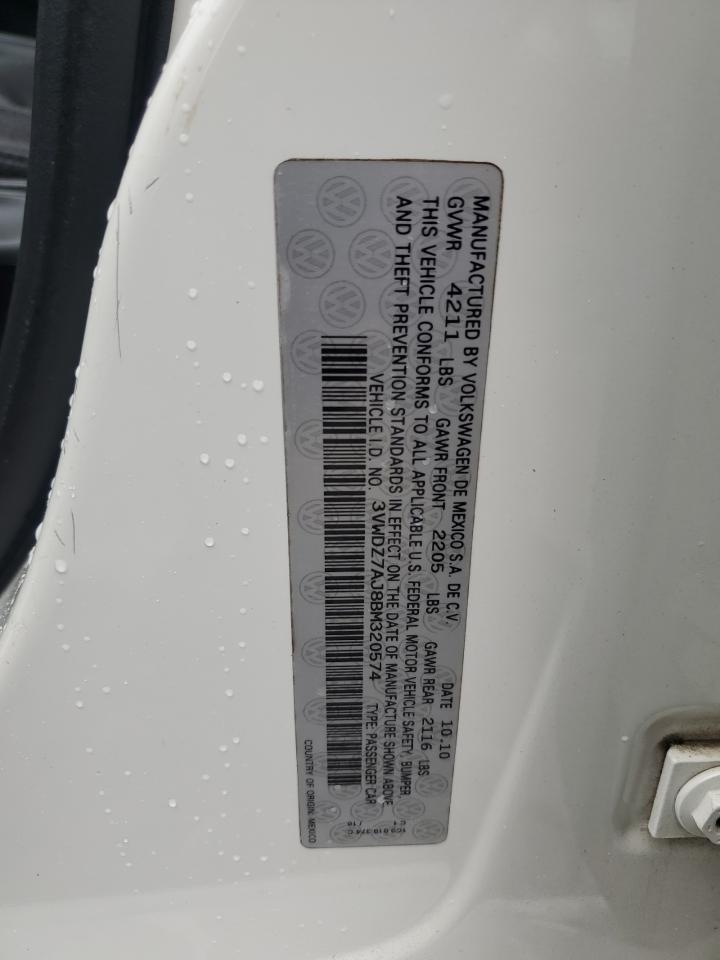 MANUFACTURED BY VOLKSWAGEN DE MEXICO S.A. DE C.V. DATE 10.10
GVWR 4211 LBS GAWR FRONT 2205 LBS GAWR REAR 2116 LBS
THIS VEHICLE CONFORMS TO ALL APPLICABLE U.S. FEDERAL MOTOR VEHICLE SAFETY, BUMPER,
AND THEFT PREVENTION STANDARDS IN EFFECT ON THE DATE OF MANUFACTURE SHOWN ABOVE.
VEHICLE I.D. NO. 3VWDZ7AJ8BM320574 TYPE: PASSENGER CAR
COUNTRY OF ORIGIN: MEXICO